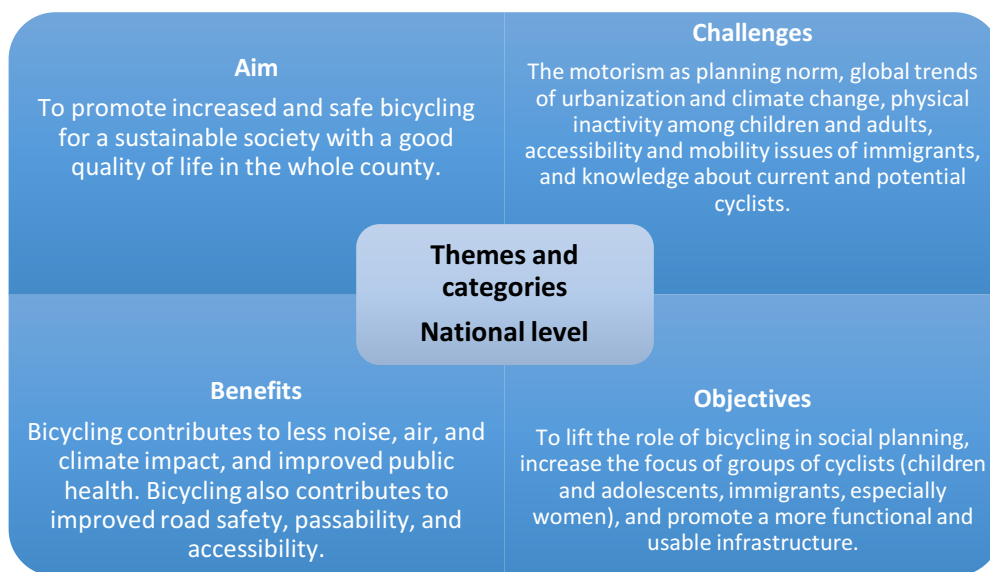 Aim
To promote increased and safe bicycling
for a sustainable society with a good
quality of life in the whole county.
Challenges
The motorism as planning norm, global trends
of urbanization and climate change, physical
inactivity among children and adults,
accessibility and mobility issues of immigrants,
and knowledge about current and potential
cyclists.
Themes and
categories
National level
Benefits
Bicycling contributes to less noise, air, and
climate impact, and improved public
health. Bicycling also contributes to
improved road safety, passability, and
accessibility.
Objectives
To lift the role of bicycling in social planning,
increase the focus of groups of cyclists (children
and adolescents, immigrants, especially
women), and promote a more functional and
usable infrastructure.